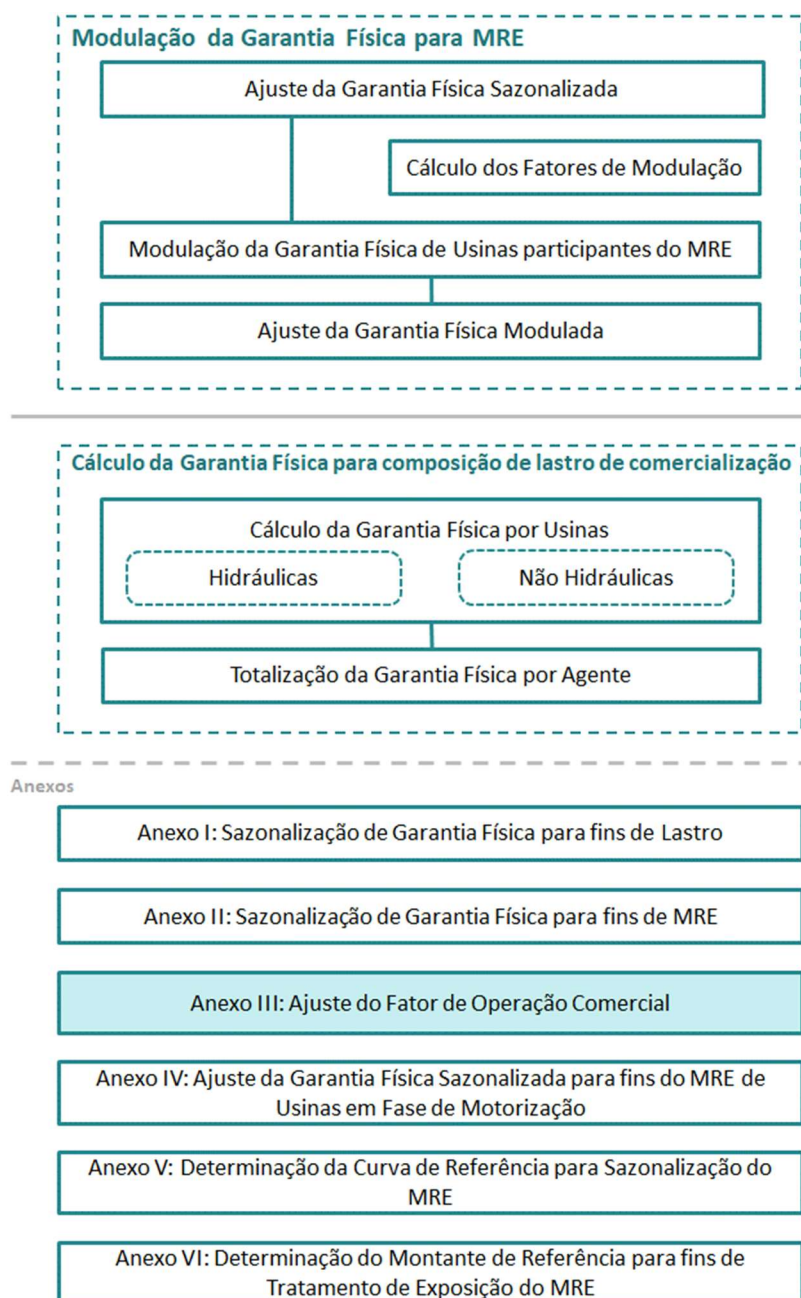 Modulação da Garantia Física para MRE
Ajuste da Garantia Física Sazonalizada
Cálculo dos Fatores de Modulação
Modulação da Garantia Física de Usinas participantes do MRE
Ajuste da Garantia Física Modulada
Cálculo da Garantia Física para composição de lastro de comercialização
Cálculo da Garantia Física por Usinas
Hidráulicas
Não Hidráulicas
Totalização da Garantia Física por Agente
Anexos
Anexo I: Sazonalização de Garantia Física para fins de Lastro
Anexo II: Sazonalização de Garantia Física para fins de MRE
Anexo III: Ajuste do Fator de Operação Comercial
Anexo IV: Ajuste da Garantia Física Sazonalizada para fins do MRE de
Usinas em Fase de Motorização
Anexo V: Determinação da Curva de Referência para Sazonalização do
MRE
Anexo VI: Determinação do Montante de Referência para fins de
Tratamento de Exposição do MRE